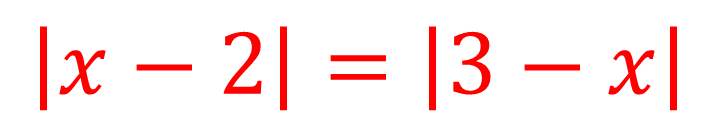 |x − 2| = |3 − x|